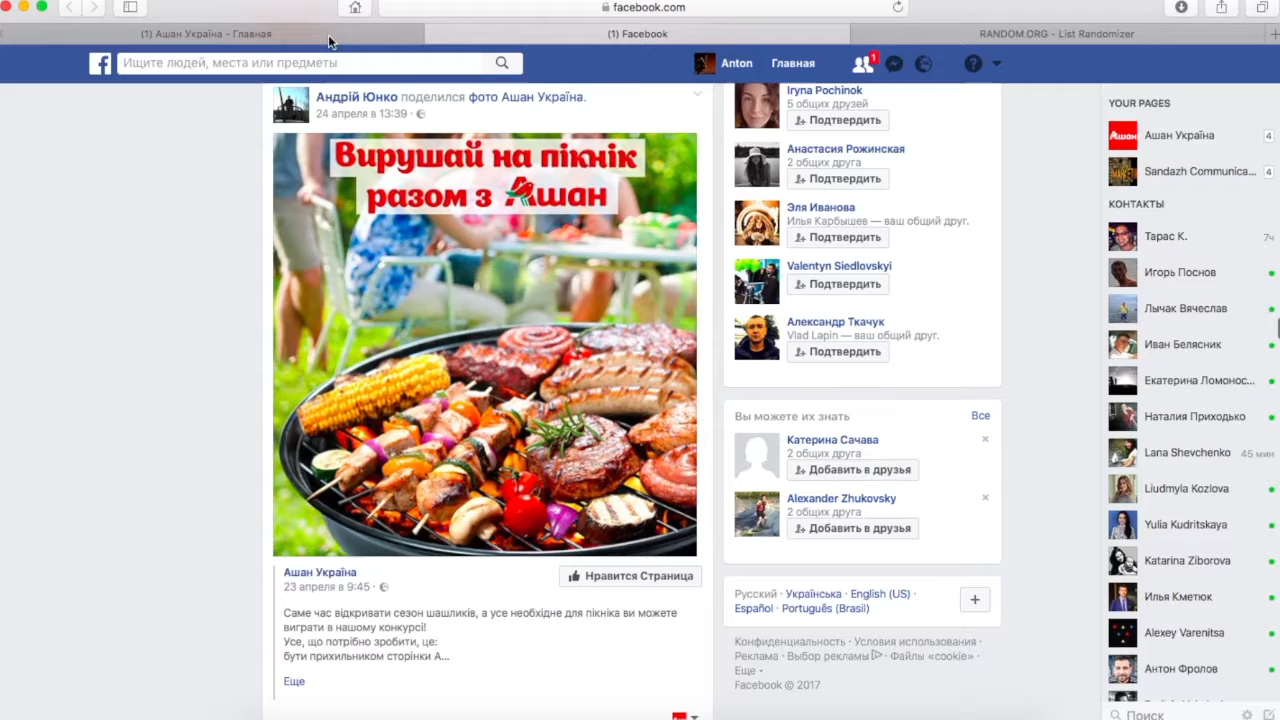 facebook.com
(1) Ашан Україна - Главная
(1) Facebook
RANDOM.ORG - List Randomizer
Ищите людей, места или предметы
Anton
Главная
1
?
Андрій Юнко поделился фото Ашан Україна.
24 апреля в 13:39 ·
Вирушай на пікнік
разом з Ашан
Ашан Україна
23 апреля в 9:45 ·
Нравится Страница
Саме час відкривати сезон шашликів, а усе необхідне для пікніка ви можете
виграти в нашому конкурсі!
Усе, що потрібно зробити, це:
бути прихильником сторінки А...
Еще
Iryna Pochinok
5 общих друзей
Подтвердить
Анастасия Рожинская
2 общих друга
Подтвердить
Эля Иванова
Илья Карбышев — ваш общий друг.
Подтвердить
Valentyn Siedlovskyi
Подтвердить
Александр Ткачук
Vlad Lapin — ваш общий друг.
Подтвердить
Вы можете их знать
Все
Катерина Сачава
2 общих друга
Добавить в друзья
Alexander Zhukovsky
2 общих друга
Добавить в друзья
Русский · Українська · English (US) ·
Español · Português (Brasil)
Конфиденциальность · Условия использования ·
Реклама · Выбор рекламы · Файлы «cookie» ·
Еще
Facebook © 2017
YOUR PAGES
Ашан
Ашан Україна
4
Sandazh Communica...
4
КОНТАКТЫ
Тарас К.
7ч
Игорь Поснов
Лычак Вячеслав
Иван Белясник
Екатерина Ломонос...
Наталия Приходько
Lana Shevchenko
45 мин
Liudmyla Kozlova
Yulia Kudritskaya
Katarina Ziborova
Илья Кметюк
Alexey Varenitsa
Антон Фролов
Поиск